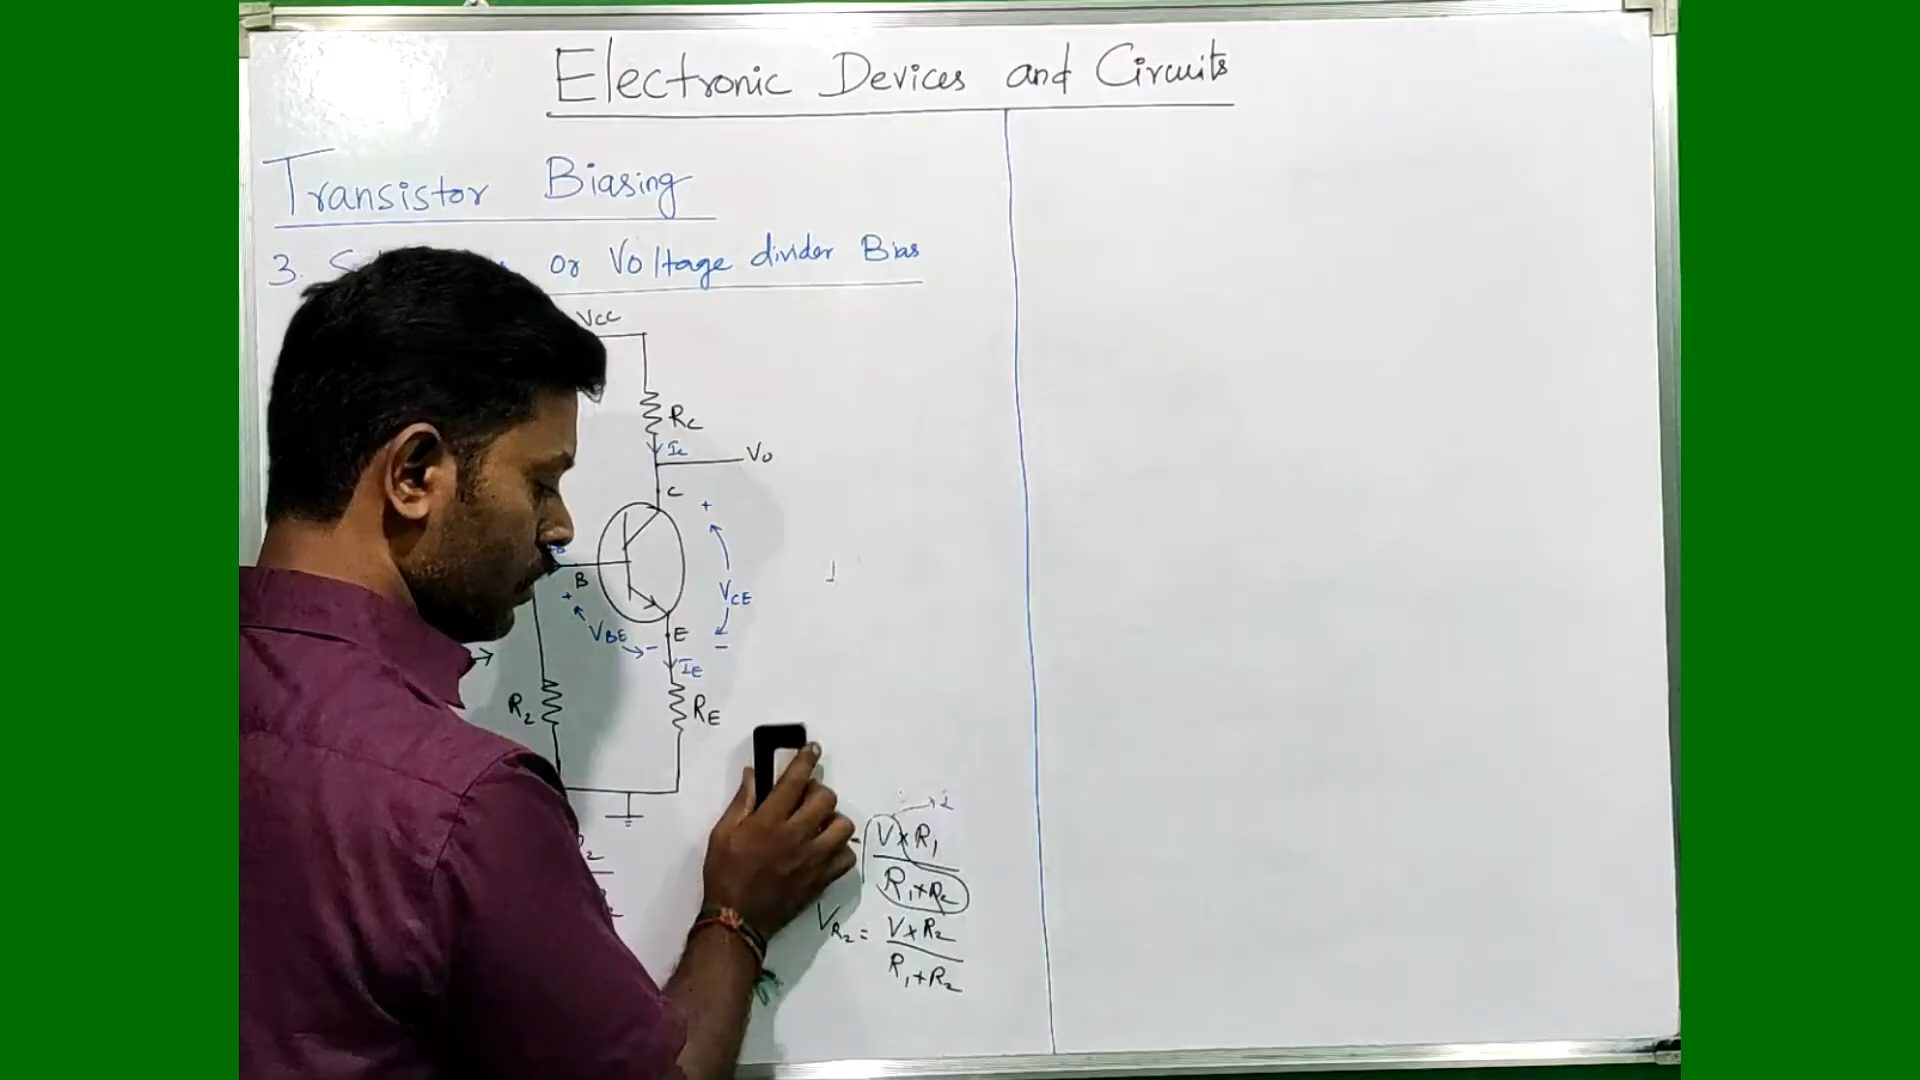 Electronic Devices and Circuits
Transistor Biasing
3. or Voltage divider Bias
VCC
RC
IC
VO
C
+
B
+
VCE
VBE
-
E
-
IE
R2
RE
i
V×R1
R1+R2
VR2 = V×R2
R1+R2